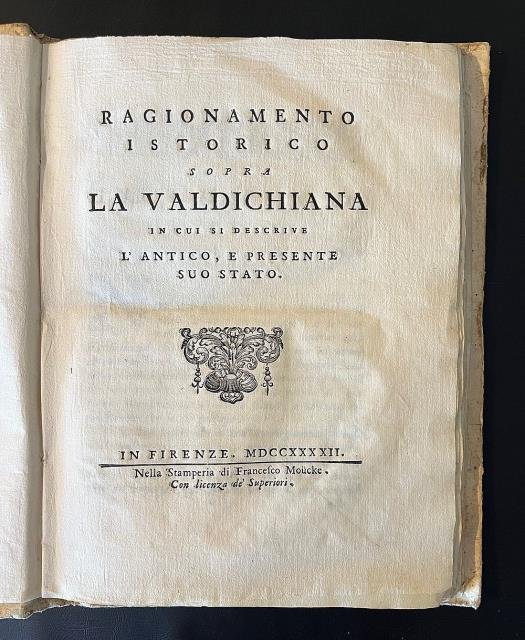 RAGIONAMENTO
ISTORICO
SOPRA
LA VALDICHIANA
IN CUI SI DESCRIVE
L' ANTICO, E PRESENTE
SUO STATO.
IN FIRENZE. MDCCXXXXII.
Nella Stamperia di Francesco Moücke.
Con licenza de' Superiori.